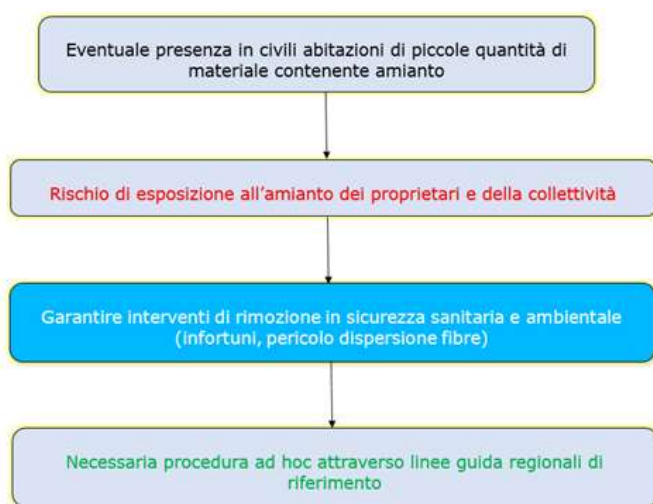 Eventuale presenza in civili abitazioni di piccole quantità di
materiale contenente amianto
Rischio di esposizione all'amianto dei proprietari e della collettività
Garantire interventi di rimozione in sicurezza sanitaria e ambientale
(infortuni, pericolo dispersione fibre)
Necessaria procedura ad hoc attraverso linee guida regionali di
riferimento